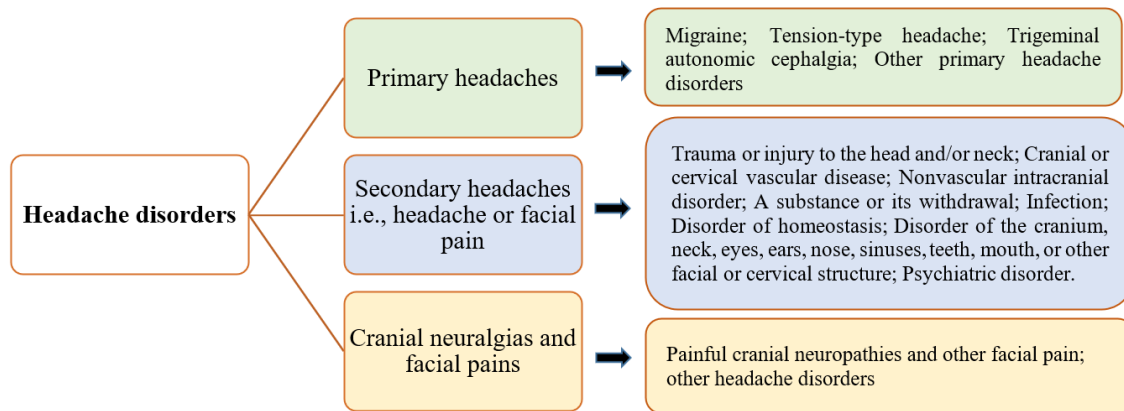 Headache disorders
Primary headaches
Migraine; Tension-type headache; Trigeminal
autonomic cephalgia; Other primary headache
disorders
Secondary headaches
i.e., headache or facial
pain
Trauma or injury to the head and/or neck; Cranial or
cervical vascular disease; Nonvascular intracranial
disorder; A substance or its withdrawal; Infection;
Disorder of homeostasis; Disorder of the cranium,
neck, eyes, ears, nose, sinuses, teeth, mouth, or other
facial or cervical structure; Psychiatric disorder.
Cranial neuralgias and
facial pains
Painful cranial neuropathies and other facial pain;
other headache disorders